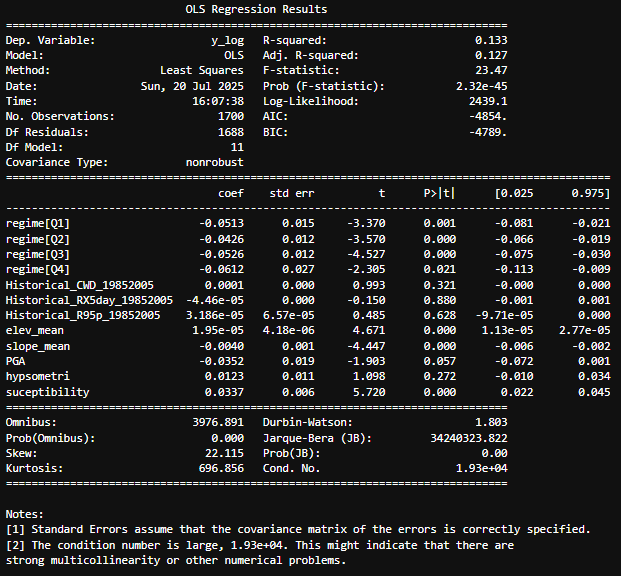 OLS Regression Results
==============================================================================
Dep. Variable: y_log R-squared: 0.133
Model: OLS Adj. R-squared: 0.127
Method: Least Squares F-statistic: 23.47
Date: Sun, 20 Jul 2025 Prob (F-statistic): 2.32e-45
Time: 16:07:38 Log-Likelihood: 2439.1
No. Observations: 1700 AIC: -4854.
Df Residuals: 1688 BIC: -4789.
Df Model: 11
Covariance Type: nonrobust
===========================================================================================
coef std err t P>|t| [0.025 0.975]
-------------------------------------------------------------------------------------------
regime[Q1] -0.0513 0.015 -3.370 0.001 -0.081 -0.021
regime[Q2] -0.0426 0.012 -3.570 0.000 -0.066 -0.019
regime[Q3] -0.0526 0.012 -4.527 0.000 -0.075 -0.030
regime[Q4] -0.0612 0.027 -2.305 0.021 -0.113 -0.009
Historical_CWD_19852005 0.0001 0.000 0.993 0.321 -0.000 0.000
Historical_RX5day_19852005 -4.46e-05 0.000 -0.150 0.880 -0.001 0.001
Historical_R95p_19852005 3.186e-05 6.57e-05 0.485 0.628 -9.71e-05 0.000
elev_mean 1.95e-05 4.18e-06 4.671 0.000 1.13e-05 2.77e-05
slope_mean -0.0040 0.001 -4.447 0.000 -0.006 -0.002
PGA -0.0352 0.019 -1.903 0.057 -0.072 0.001
hypsometri 0.0123 0.011 1.098 0.272 -0.010 0.034
suceptibility 0.0337 0.006 5.720 0.000 0.022 0.045
==============================================================================
Omnibus: 3976.891 Durbin-Watson: 1.803
Prob(Omnibus): 0.000 Jarque-Bera (JB): 34240323.822
Skew: 22.115 Prob(JB): 0.00
Kurtosis: 696.856 Cond. No. 1.93e+04
==============================================================================
Notes:
[1] Standard Errors assume that the covariance matrix of the errors is correctly specified.
[2] The condition number is large, 1.93e+04. This might indicate that there are
strong multicollinearity or other numerical problems.